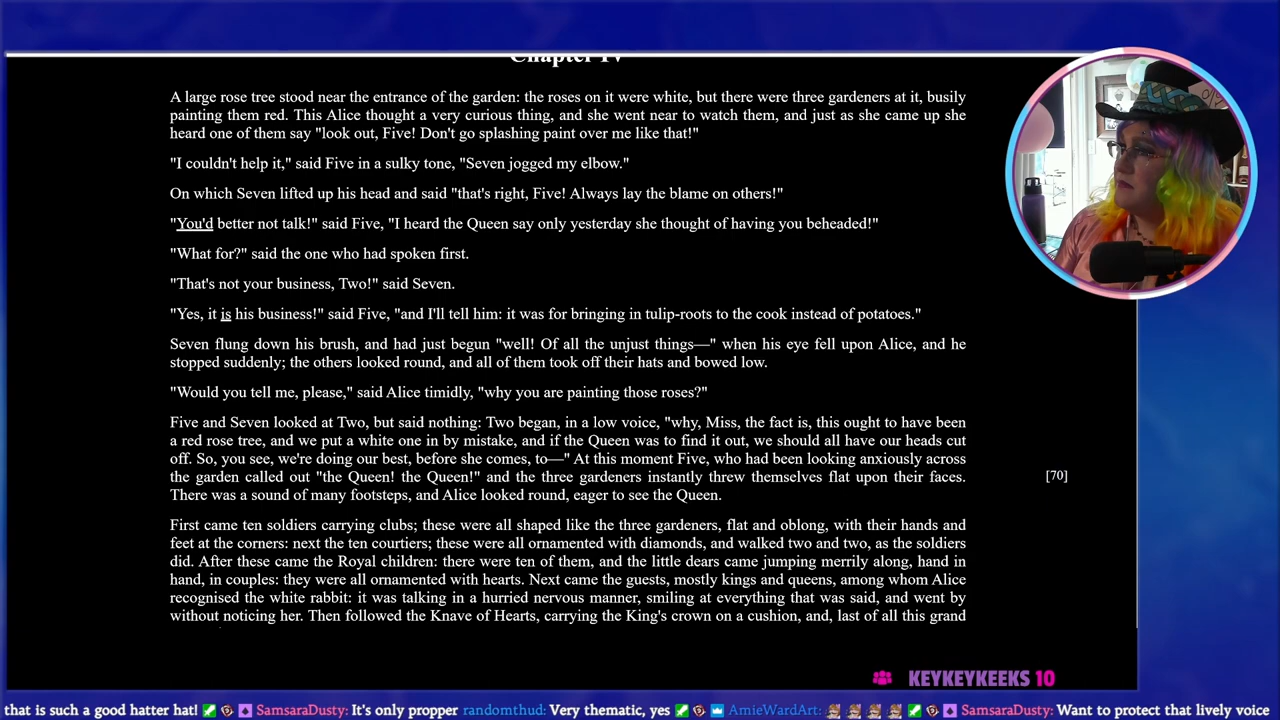 Chapter IV
A large rose tree stood near the entrance of the garden: the roses on it were white, but there were three gardeners at it, busily
painting them red. This Alice thought a very curious thing, and she went near to watch them, and just as she came up she
heard one of them say "look out, Five! Don't go splashing paint over me like that!"
"I couldn't help it," said Five in a sulky tone, "Seven jogged my elbow."
On which Seven lifted up his head and said "that's right, Five! Always lay the blame on others!"
"You'd better not talk!" said Five, "I heard the Queen say only yesterday she thought of having you beheaded!"
"What for?" said the one who had spoken first.
"That's not your business, Two!" said Seven.
"Yes, it is his business!" said Five, "and I'll tell him: it was for bringing in tulip-roots to the cook instead of potatoes."
Seven flung down his brush, and had just begun "well! Of all the unjust things—" when his eye fell upon Alice, and he
stopped suddenly; the others looked round, and all of them took off their hats and bowed low.
"Would you tell me, please," said Alice timidly, "why you are painting those roses?"
Five and Seven looked at Two, but said nothing: Two began, in a low voice, "why, Miss, the fact is, this ought to have been
a red rose tree, and we put a white one in by mistake, and if the Queen was to find it out, we should all have our heads cut
off. So, you see, we're doing our best, before she comes, to—" At this moment Five, who had been looking anxiously across
the garden called out "the Queen! the Queen!" and the three gardeners instantly threw themselves flat upon their faces.
[70]
There was a sound of many footsteps, and Alice looked round, eager to see the Queen.
First came ten soldiers carrying clubs; these were all shaped like the three gardeners, flat and oblong, with their hands and
feet at the corners: next the ten courtiers; these were all ornamented with diamonds, and walked two and two, as the soldiers
did. After these came the Royal children: there were ten of them, and the little dears came jumping merrily along, hand in
hand, in couples: they were all ornamented with hearts. Next came the guests, mostly kings and queens, among whom Alice
recognised the white rabbit: it was talking in a hurried nervous manner, smiling at everything that was said, and went by
without noticing her. Then followed the Knave of Hearts, carrying the King's crown on a cushion, and, last of all this grand
KEYKEYKEEKS 10
that is such a good hatter hat! SamsaraDusty: It's only propper randomthud: Very thematic, yes AmieWardArt: SamsaraDusty: Want to protect that lively voice